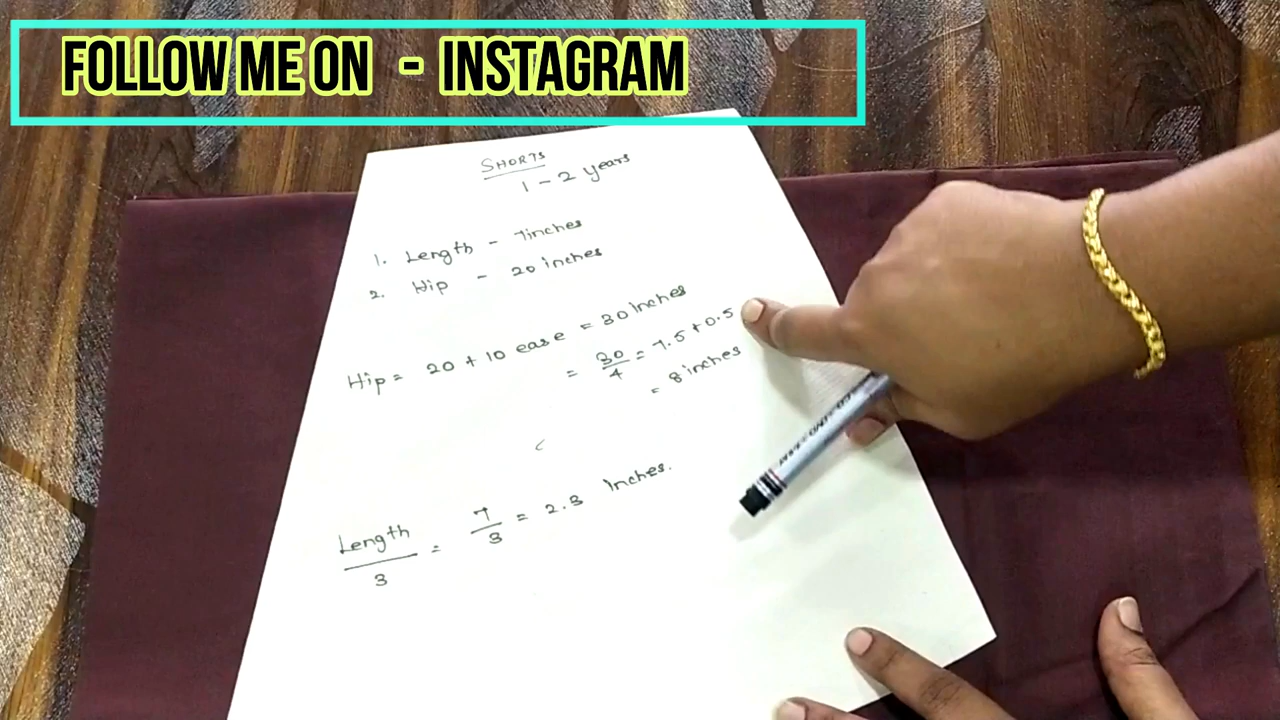 FOLLOW ME ON - INSTAGRAM
SHORTS
1 - 2 years
1. Length - 7inches
2. Hip - 20 inches
Hip = 20 + 10 ease = 30 inches
= 30/4 = 7.5 + 0.5
= 8 inches
Length/3 = 7/3 = 2.3 inches.